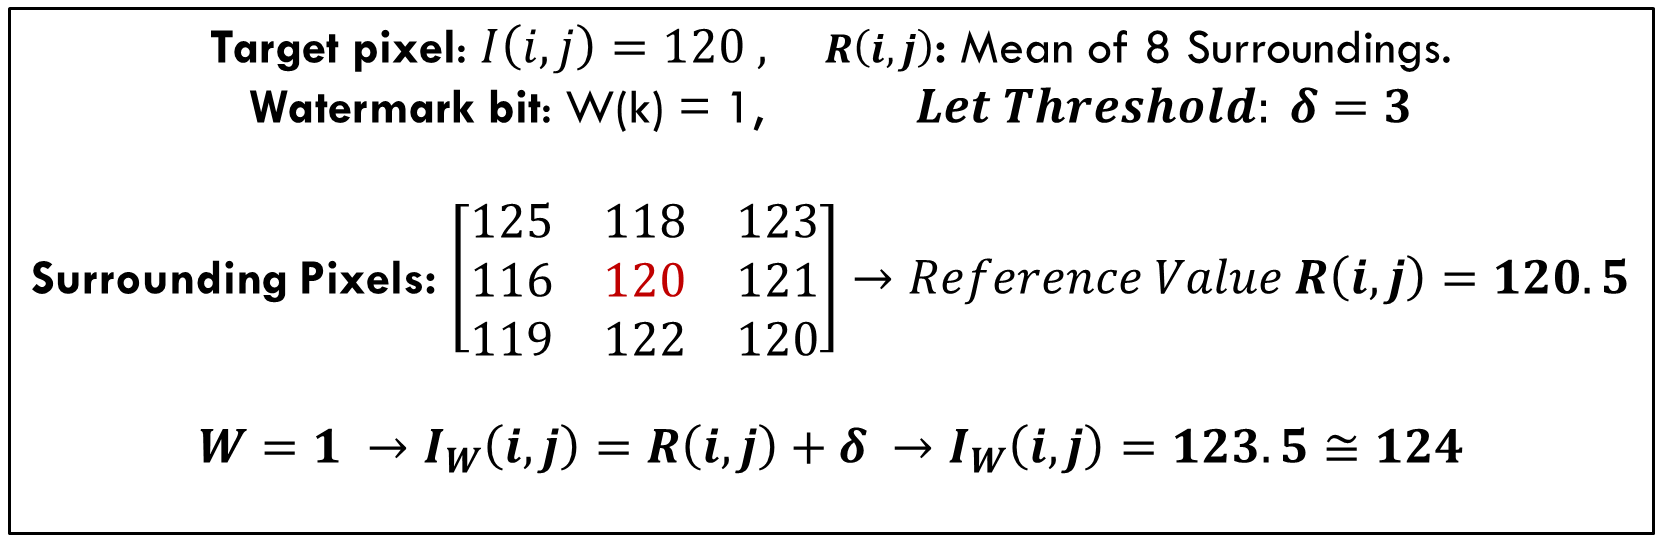 Target pixel: I(i, j) = 120 , R(i, j): Mean of 8 Surroundings.
Watermark bit: W(k) = 1, Let Threshold: δ = 3
125 118 123
Surrounding Pixels: 116 120 121 → Reference Value R(i, j) = 120.5
119 122 120
W = 1 → I_W(i, j) = R(i, j) + δ → I_W(i, j) = 123.5 ≅ 124